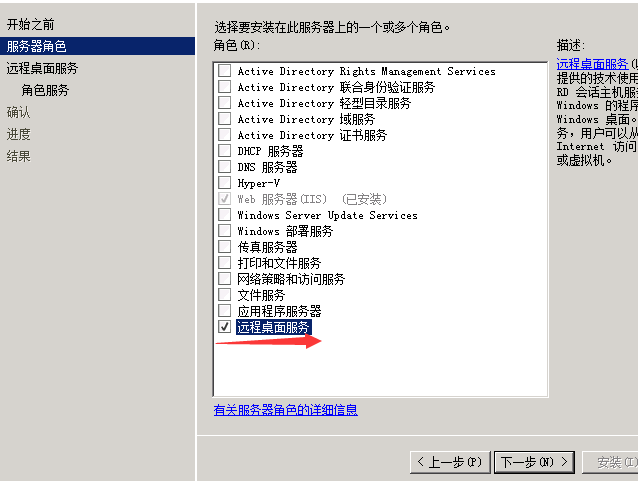 开始之前
服务器角色
远程桌面服务
角色服务
确认
进度
结果
选择要安装在此服务器上的一个或多个角色。
角色(R):
Active Directory Rights Management Services
Active Directory 联合身份验证服务
Active Directory 轻型目录服务
Active Directory 域服务
Active Directory 证书服务
DHCP 服务器
DNS 服务器
Hyper-V
Web 服务器(IIS) (已安装)
Windows Server Update Services
Windows 部署服务
传真服务器
打印和文件服务
网络策略和访问服务
文件服务
应用程序服务器
远程桌面服务
有关服务器角色的详细信息
描述:
远程桌面服务(
提供的技术使用
RD 会话主机服
Windows 的程序
Windows 桌面。
务，用户可以从
Internet 访问
或虚拟机。
< 上一步(P)
下一步(N) >
安装(I)